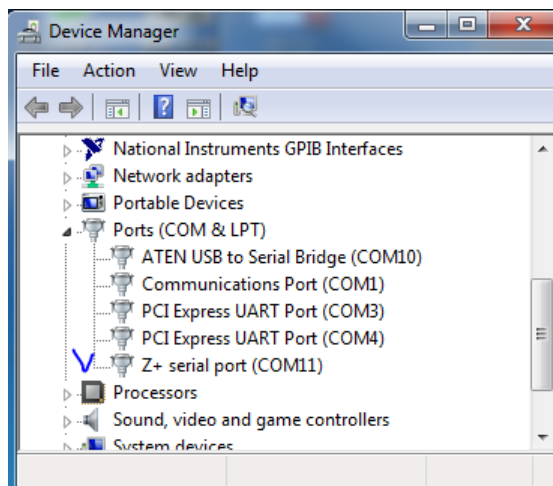 Device Manager
File Action View Help
National Instruments GPIB Interfaces
Network adapters
Portable Devices
Ports (COM & LPT)
ATEN USB to Serial Bridge (COM10)
Communications Port (COM1)
PCI Express UART Port (COM3)
PCI Express UART Port (COM4)
Z+ serial port (COM11)
Processors
Sound, video and game controllers
System devices